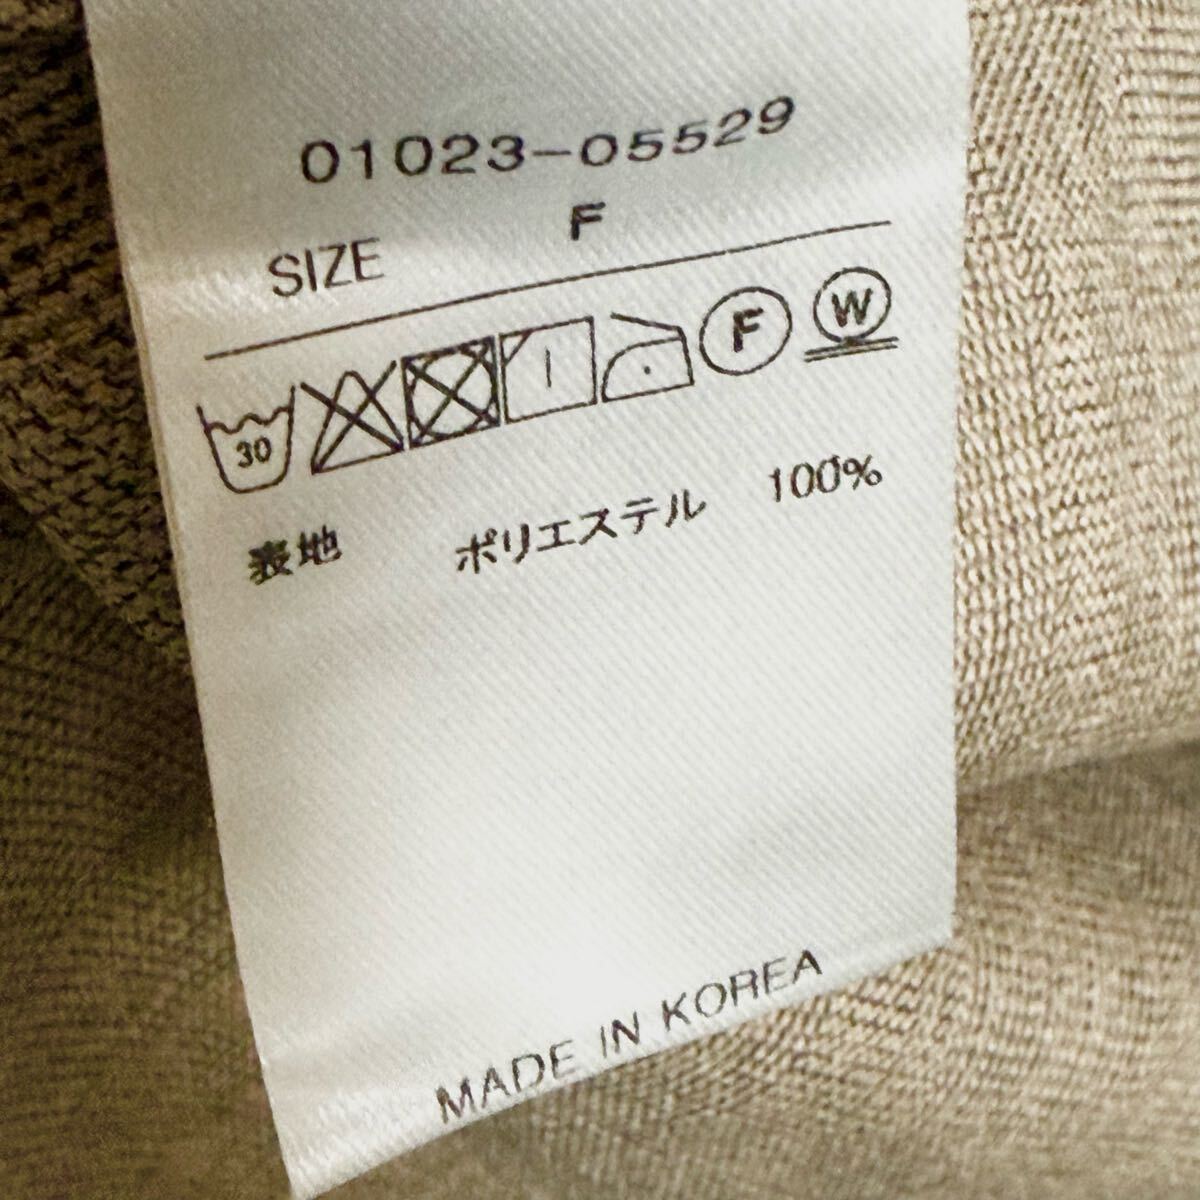 01023-05529
SIZE F
30 F W
表地 ポリエステル 100%
MADE IN KOREA